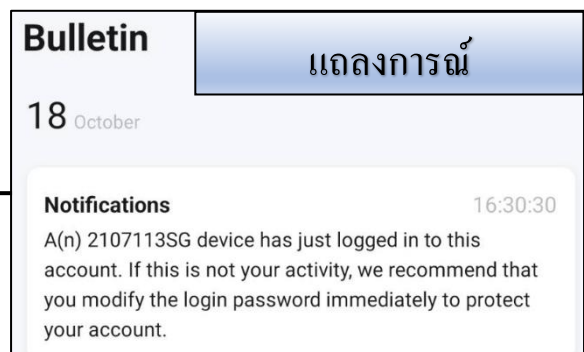 Bulletin
แถลงการณ์
18 October
Notifications 16:30:30
A(n) 2107113SG device has just logged in to this
account. If this is not your activity, we recommend that
you modify the login password immediately to protect
your account.